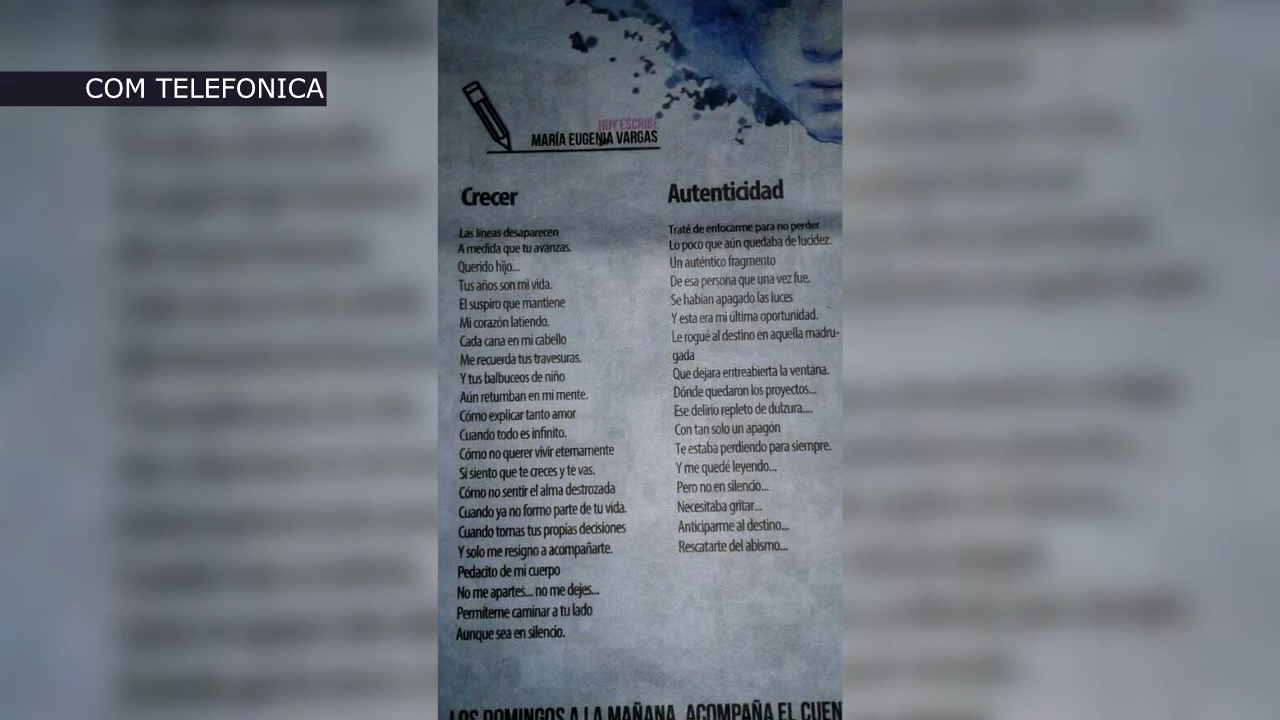 COM TELEFONICA
HOY ESCRIBE
MARÍA EUGENIA VARGAS
Crecer
Las líneas desaparecen
A medida que tu avanzas.
Querido hijo...
Tus años son mi vida.
El suspiro que mantiene
Mi corazón latiendo.
Cada cana en mi cabello
Me recuerda tus travesuras.
Y tus balbuceos de niño
Aún retumban en mi mente.
Cómo explicar tanto amor
Cuando todo es infinito.
Cómo no querer vivir eternamente
Si siento que te creces y te vas.
Cómo no sentir el alma destrozada
Cuando ya no formo parte de tu vida.
Cuando tomas tus propias decisiones
Y solo me resigno a acompañarte.
Pedacito de mi cuerpo
No me apartes... no me dejes...
Permíteme caminar a tu lado
Aunque sea en silencio.
Autenticidad
Traté de enfocarme para no perder
Lo poco que aún quedaba de lucidez.
Un auténtico fragmento
De esa persona que una vez fue.
Se habían apagado las luces
Y esta era mi última oportunidad.
Le rogué al destino en aquella madru-
gada
Que dejara entreabierta la ventana.
Dónde quedaron los proyectos...
Ese delirio repleto de dulzura....
Con tan solo un apagón
Te estaba perdiendo para siempre.
Y me quedé leyendo...
Pero no en silencio...
Necesitaba gritar...
Anticiparme al destino...
Rescatarte del abismo...
LOS DOMINGOS A LA MAÑANA, ACOMPAÑA EL CUEN